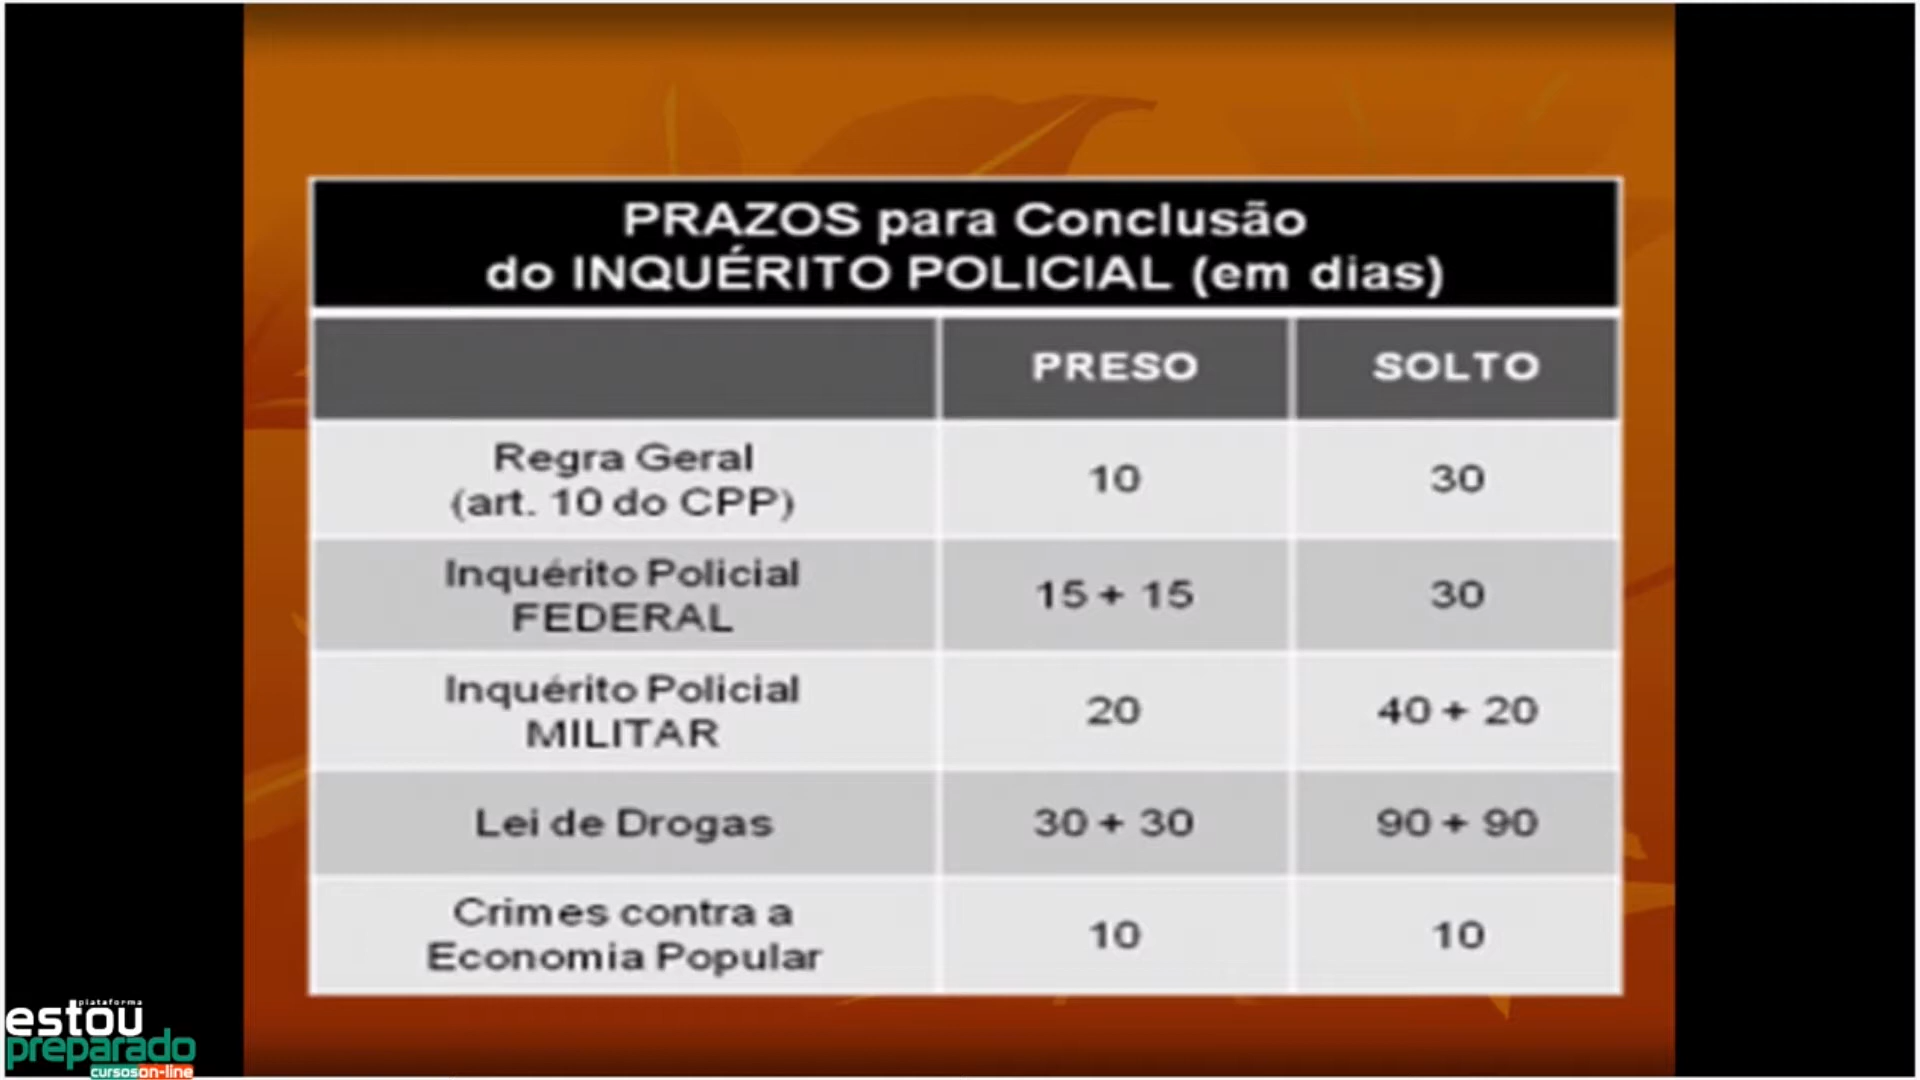 PRAZOS para Conclusão
do INQUÉRITO POLICIAL (em dias)
PRESO SOLTO
Regra Geral
(art. 10 do CPP)
10 30
Inquérito Policial
FEDERAL
15 + 15 30
Inquérito Policial
MILITAR
20 40 + 20
Lei de Drogas 30 + 30 90 + 90
Crimes contra a
Economia Popular
10 10
plataforma
estou
preparado
cursoson-line